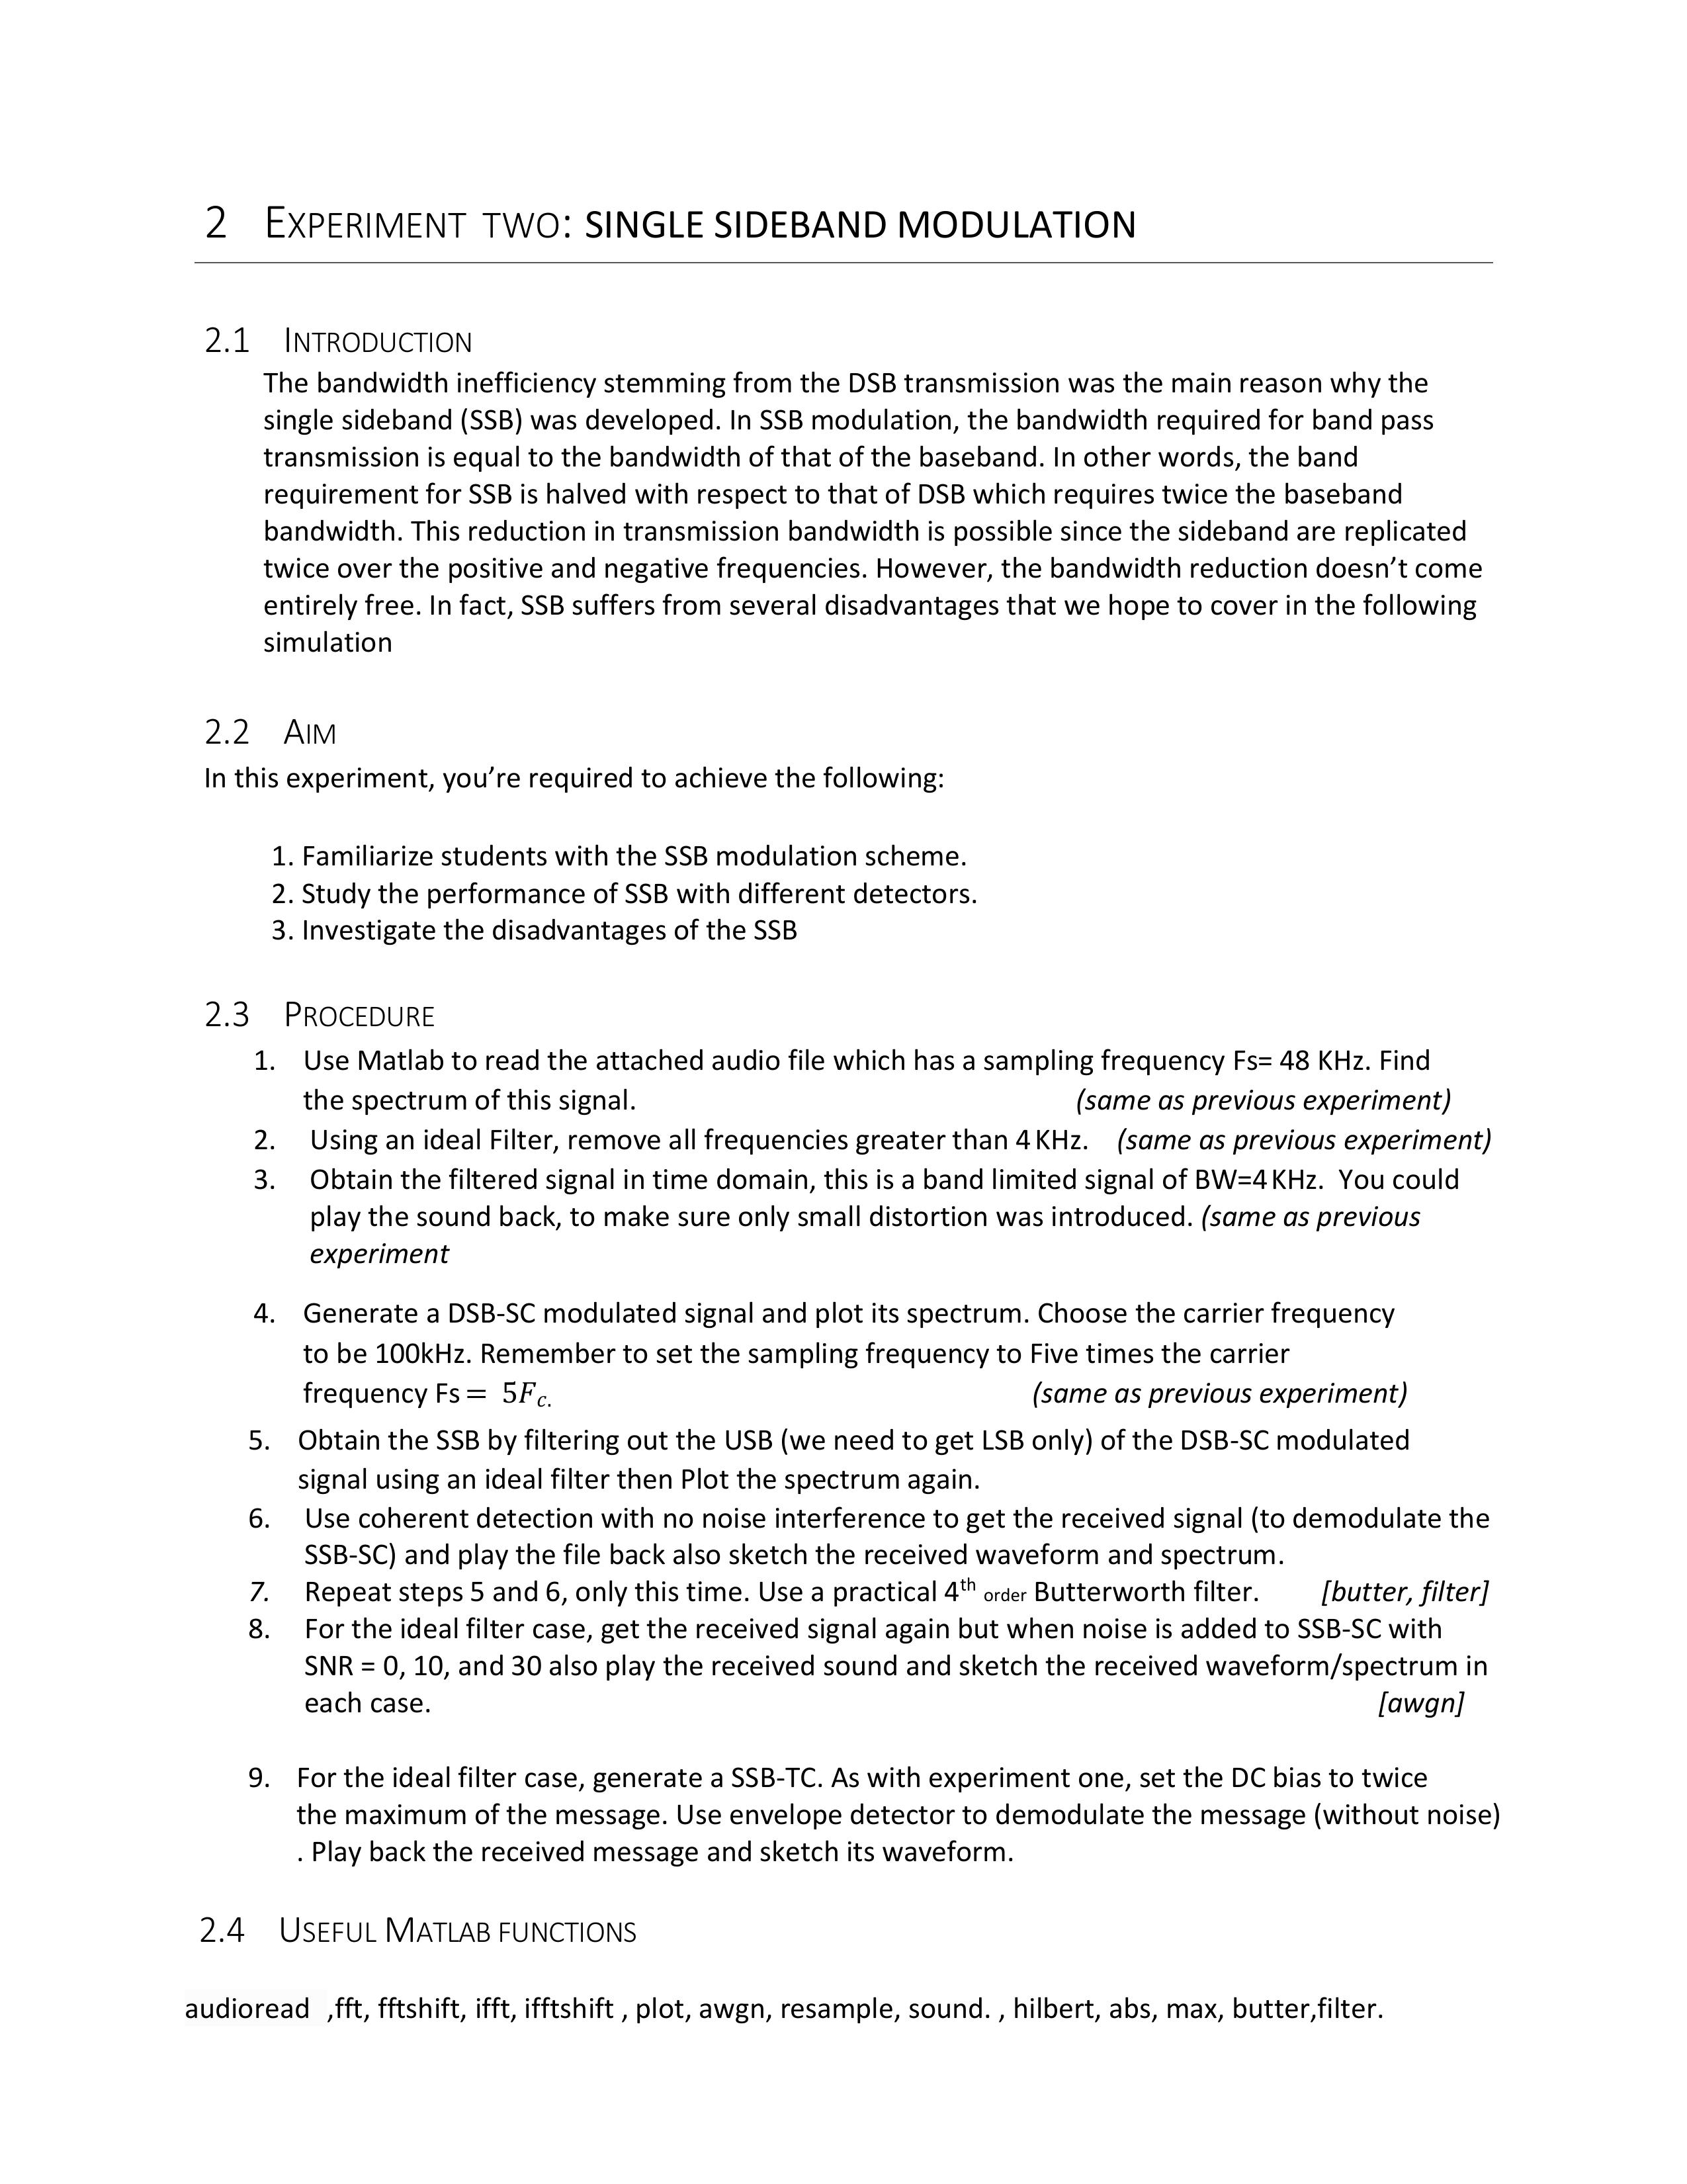 2 EXPERIMENT TWO: SINGLE SIDEBAND MODULATION
2.1 INTRODUCTION
The bandwidth inefficiency stemming from the DSB transmission was the main reason why the
single sideband (SSB) was developed. In SSB modulation, the bandwidth required for band pass
transmission is equal to the bandwidth of that of the baseband. In other words, the band
requirement for SSB is halved with respect to that of DSB which requires twice the baseband
bandwidth. This reduction in transmission bandwidth is possible since the sideband are replicated
twice over the positive and negative frequencies. However, the bandwidth reduction doesn’t come
entirely free. In fact, SSB suffers from several disadvantages that we hope to cover in the following
simulation
2.2 AIM
In this experiment, you’re required to achieve the following:
1. Familiarize students with the SSB modulation scheme.
2. Study the performance of SSB with different detectors.
3. Investigate the disadvantages of the SSB
2.3 PROCEDURE
1. Use Matlab to read the attached audio file which has a sampling frequency Fs= 48 KHz. Find
the spectrum of this signal. (same as previous experiment)
2. Using an ideal Filter, remove all frequencies greater than 4 KHz. (same as previous experiment)
3. Obtain the filtered signal in time domain, this is a band limited signal of BW=4 KHz. You could
play the sound back, to make sure only small distortion was introduced. (same as previous
experiment
4. Generate a DSB-SC modulated signal and plot its spectrum. Choose the carrier frequency
to be 100kHz. Remember to set the sampling frequency to Five times the carrier
frequency Fs = 5F_c. (same as previous experiment)
5. Obtain the SSB by filtering out the USB (we need to get LSB only) of the DSB-SC modulated
signal using an ideal filter then Plot the spectrum again.
6. Use coherent detection with no noise interference to get the received signal (to demodulate the
SSB-SC) and play the file back also sketch the received waveform and spectrum.
7. Repeat steps 5 and 6, only this time. Use a practical 4th order Butterworth filter. [butter, filter]
8. For the ideal filter case, get the received signal again but when noise is added to SSB-SC with
SNR = 0, 10, and 30 also play the received sound and sketch the received waveform/spectrum in
each case. [awgn]
9. For the ideal filter case, generate a SSB-TC. As with experiment one, set the DC bias to twice
the maximum of the message. Use envelope detector to demodulate the message (without noise)
. Play back the received message and sketch its waveform.
2.4 USEFUL MATLAB FUNCTIONS
audioread ,fft, fftshift, ifft, ifftshift , plot, awgn, resample, sound. , hilbert, abs, max, butter,filter.